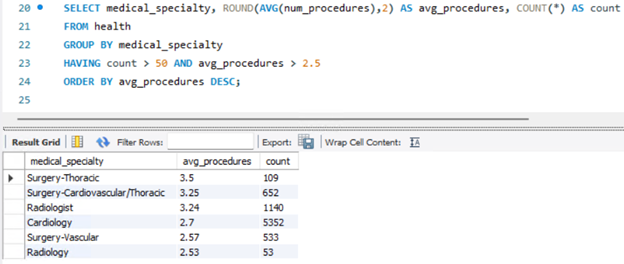 20 SELECT medical_specialty, ROUND(AVG(num_procedures),2) AS avg_procedures, COUNT(*) AS count
21 FROM health
22 GROUP BY medical_specialty
23 HAVING count > 50 AND avg_procedures > 2.5
24 ORDER BY avg_procedures DESC;
25
Result Grid Filter Rows: Export: Wrap Cell Content:
medical_specialty avg_procedures count
Surgery-Thoracic 3.5 109
Surgery-Cardiovascular/Thoracic 3.25 652
Radiologist 3.24 1140
Cardiology 2.7 5352
Surgery-Vascular 2.57 533
Radiology 2.53 53